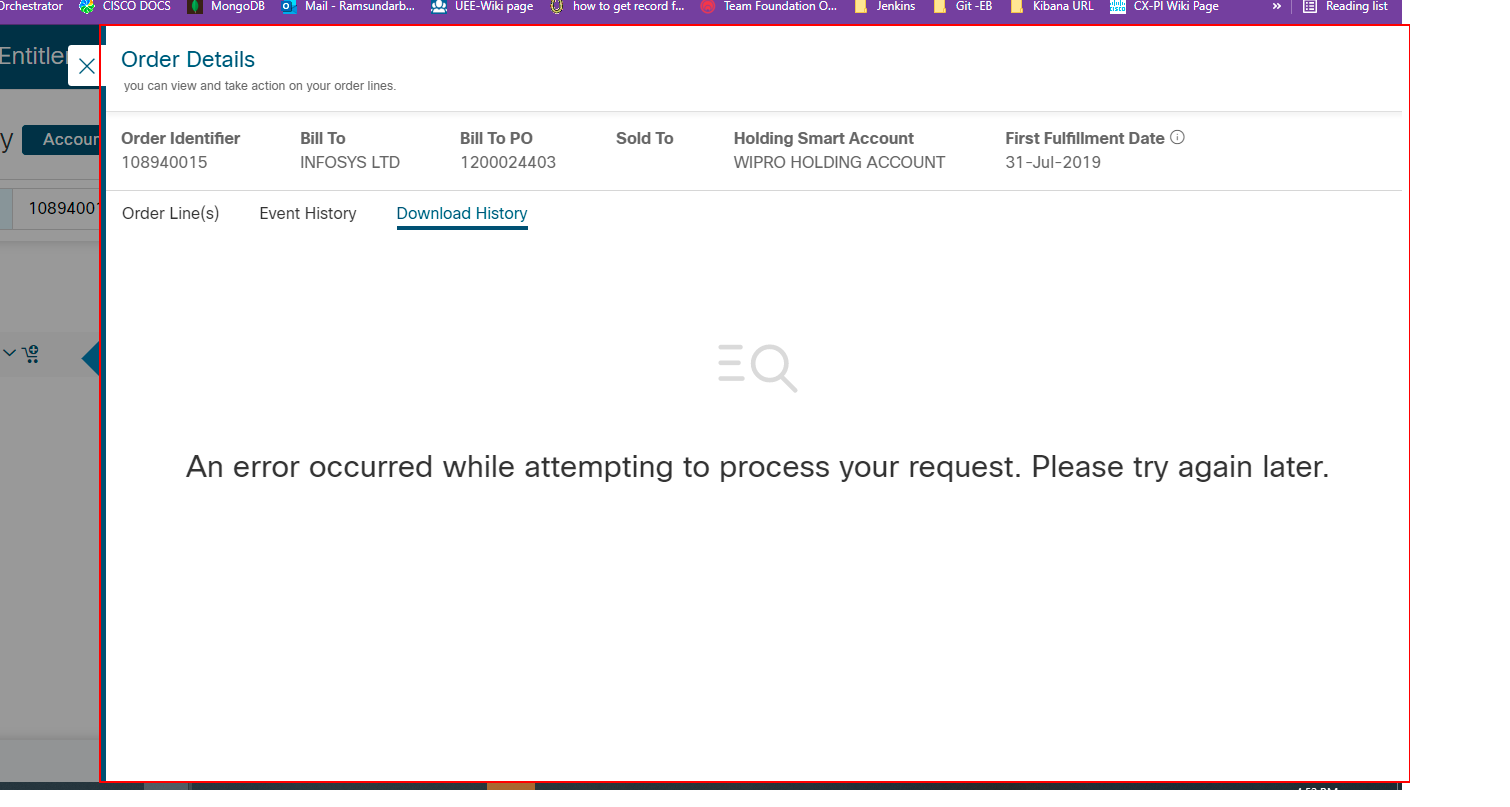 Orchestrator CISCO DOCS MongoDB Mail - Ramsundarb... UEE-Wiki page how to get record f... Team Foundation O... Jenkins Git -EB Kibana URL CX-PI Wiki Page » Reading list
Order Details
you can view and take action on your order lines.
Order Identifier Bill To Bill To PO Sold To Holding Smart Account First Fulfillment Date
108940015 INFOSYS LTD 1200024403 WIPRO HOLDING ACCOUNT 31-Jul-2019
Order Line(s) Event History Download History
An error occurred while attempting to process your request. Please try again later.